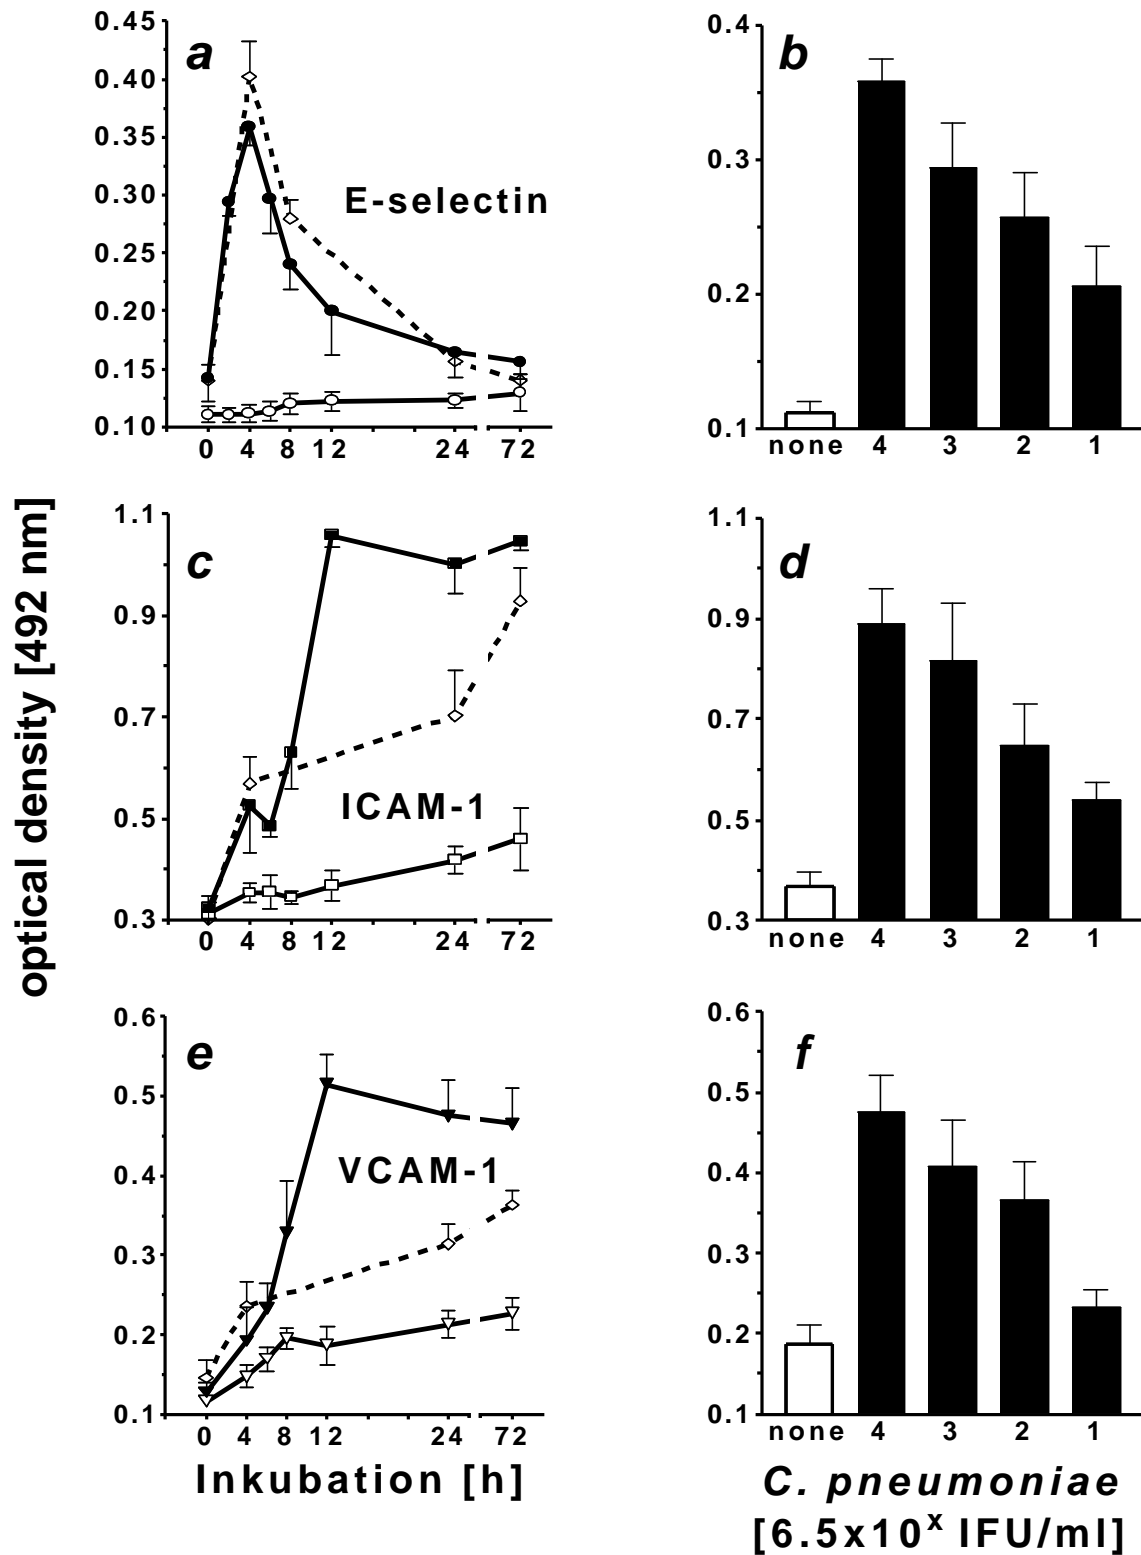 optical density [492 nm]
a
0.45
0.40
0.35
0.30
0.25
0.20
0.15
0.10
E-selectin
0 4 8 12 24 72
b
0.4
0.3
0.2
0.1
none 4 3 2 1
c
1.1
0.9
0.7
0.5
0.3
ICAM-1
0 4 8 12 24 72
d
1.1
0.9
0.7
0.5
0.3
none 4 3 2 1
e
0.6
0.5
0.4
0.3
0.2
0.1
VCAM-1
0 4 8 12 24 72
Inkubation [h]
f
0.6
0.5
0.4
0.3
0.2
0.1
none 4 3 2 1
C. pneumoniae
[6.5x10^x IFU/ml]